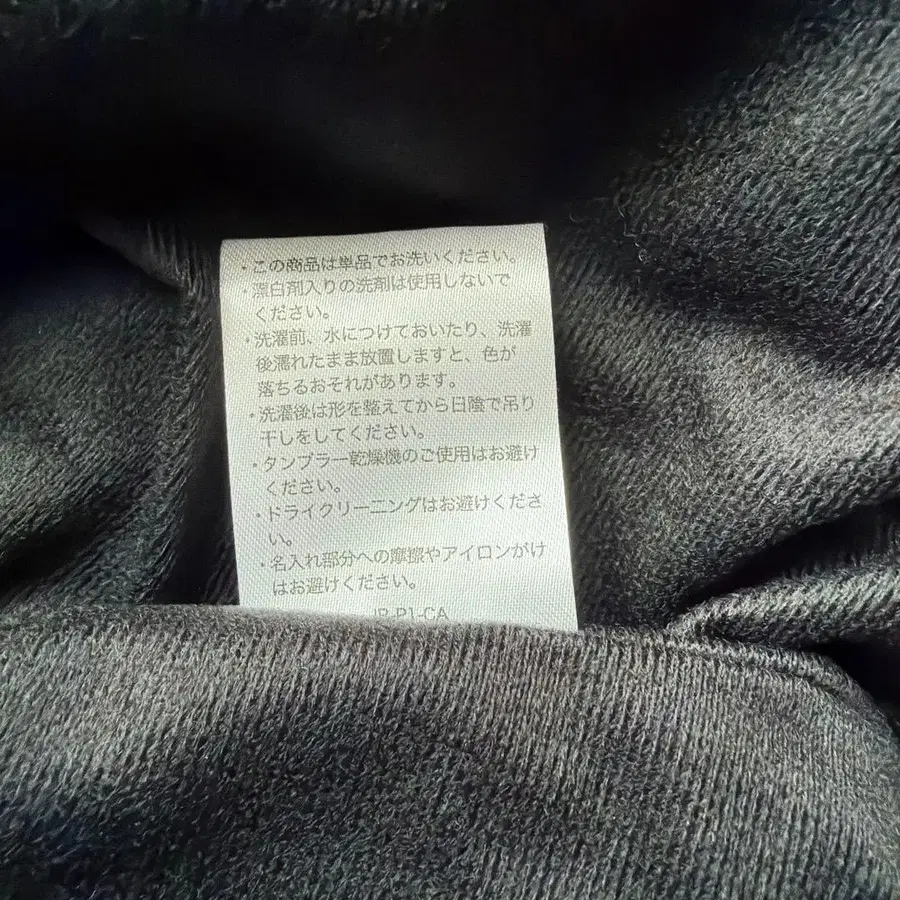 ・この商品は単品でお洗いください。
・漂白剤入りの洗剤は使用しないで
ください。
・洗濯前、水につけておいたり、洗濯
後濡れたまま放置しますと、色が
落ちるおそれがあります。
・洗濯後は形を整えてから日陰で吊り
干しをしてください。
・タンブラー乾燥機のご使用はお避け
ください。
・ドライクリーニングはお避けくださ
い。
・名入れ部分への摩擦やアイロンがけ
はお避けください。
JP-P1-CA